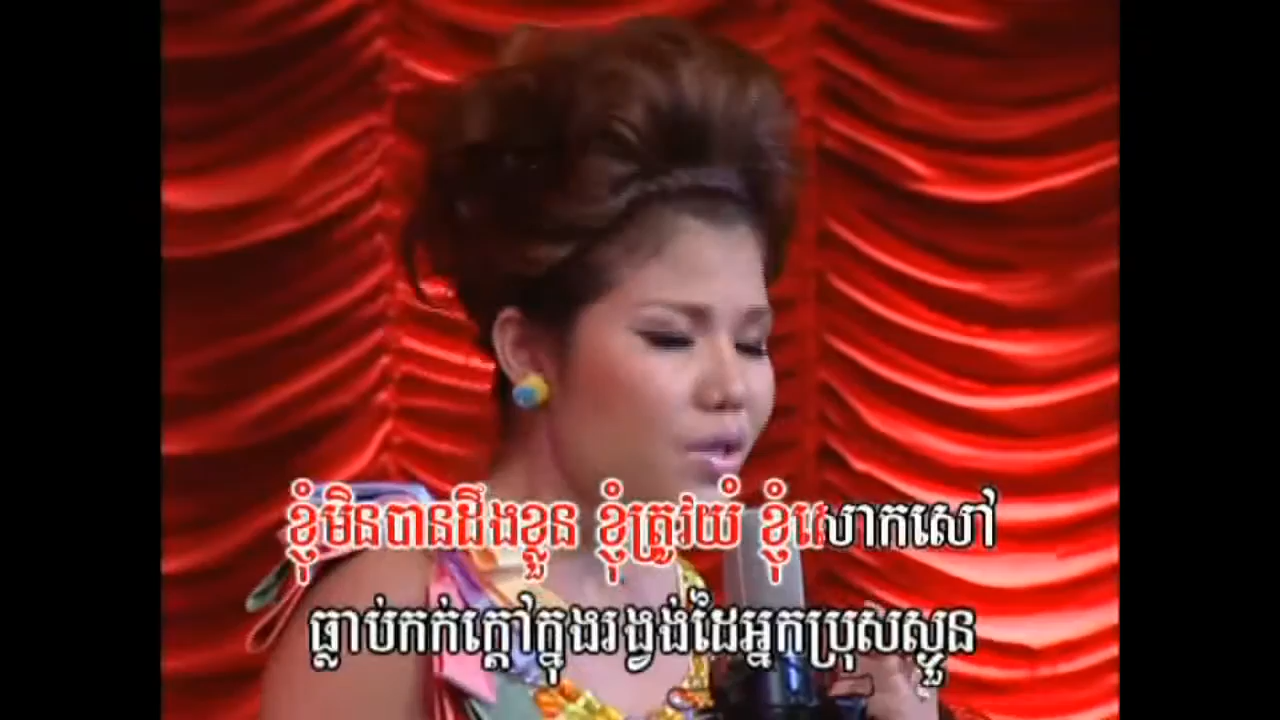 ខ្ញុំមិនបានដឹងខ្លួន ខ្ញុំត្រូវយំ ខ្ញុំសោកសៅ
ធ្លាប់កក់ក្ដៅក្នុងរង្វង់ដៃអ្នកប្រុសស្ងួន